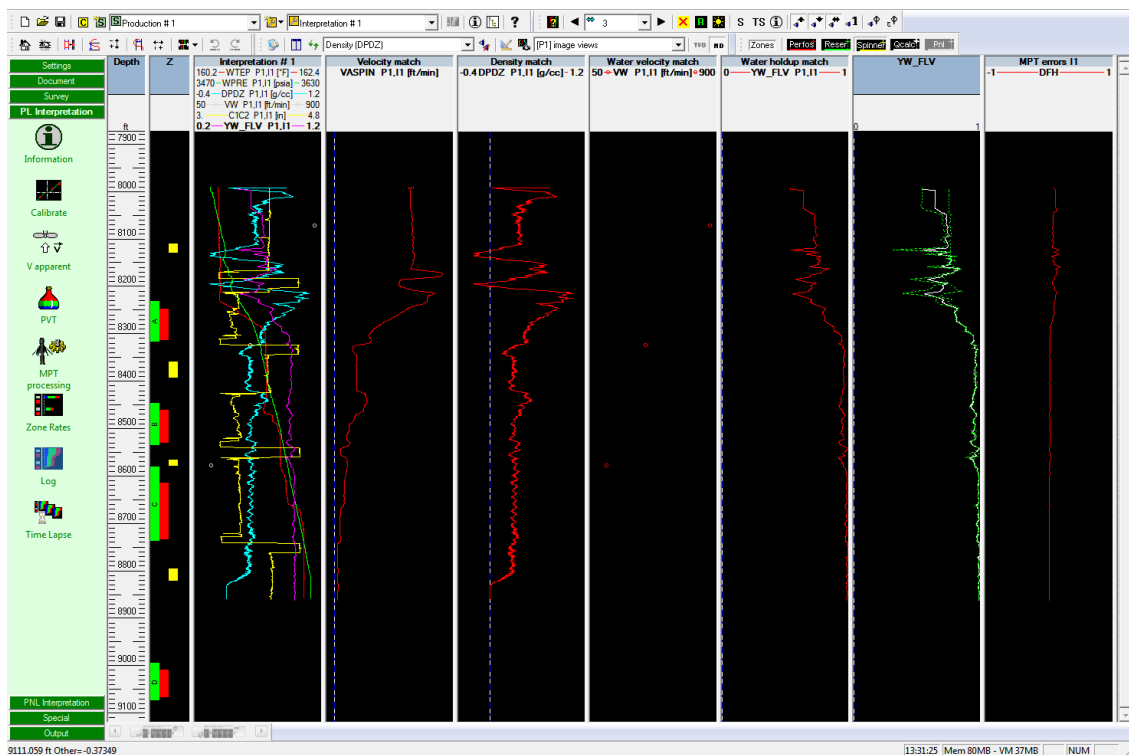 Production # 1
Interpretation # 1
?
3
S TS
Density (DPDZ)
[P1] image views
TVD MD
Zones Perfos Reser Spinne Qcalc Pnl
Settings
Document
Survey
PL Interpretation
Information
Calibrate
V apparent
PVT
MPT
processing
Zone Rates
Log
Time Lapse
PNL Interpretation
Special
Output
Depth
ft
Z
Interpretation # 1
160.2 WTEP P1,I1 [°F] 162.4
3470 WPRE P1,I1 [psia] 3630
-0.4 DPDZ P1,I1 [g/cc] 1.2
50 VW P1,I1 [ft/min] 900
3. C1C2 P1,I1 [in] 4.8
0.2 YW_FLV P1,I1 1.2
Velocity match
VASPIN P1,I1 [ft/min]
Density match
-0.4 DPDZ P1,I1 [g/cc] 1.2
Water velocity match
50 VW P1,I1 [ft/min] 900
Water holdup match
0 YW_FLV P1,I1 1
YW_FLV
0 1
MPT errors I1
-1 DFH 1
7900
8000
8100
8200
8300
8400
8500
8600
8700
8800
8900
9000
9100
A
B
C
D
9111.059 ft Other=-0.37349
13:31:25 Mem 80MB - VM 37MB NUM